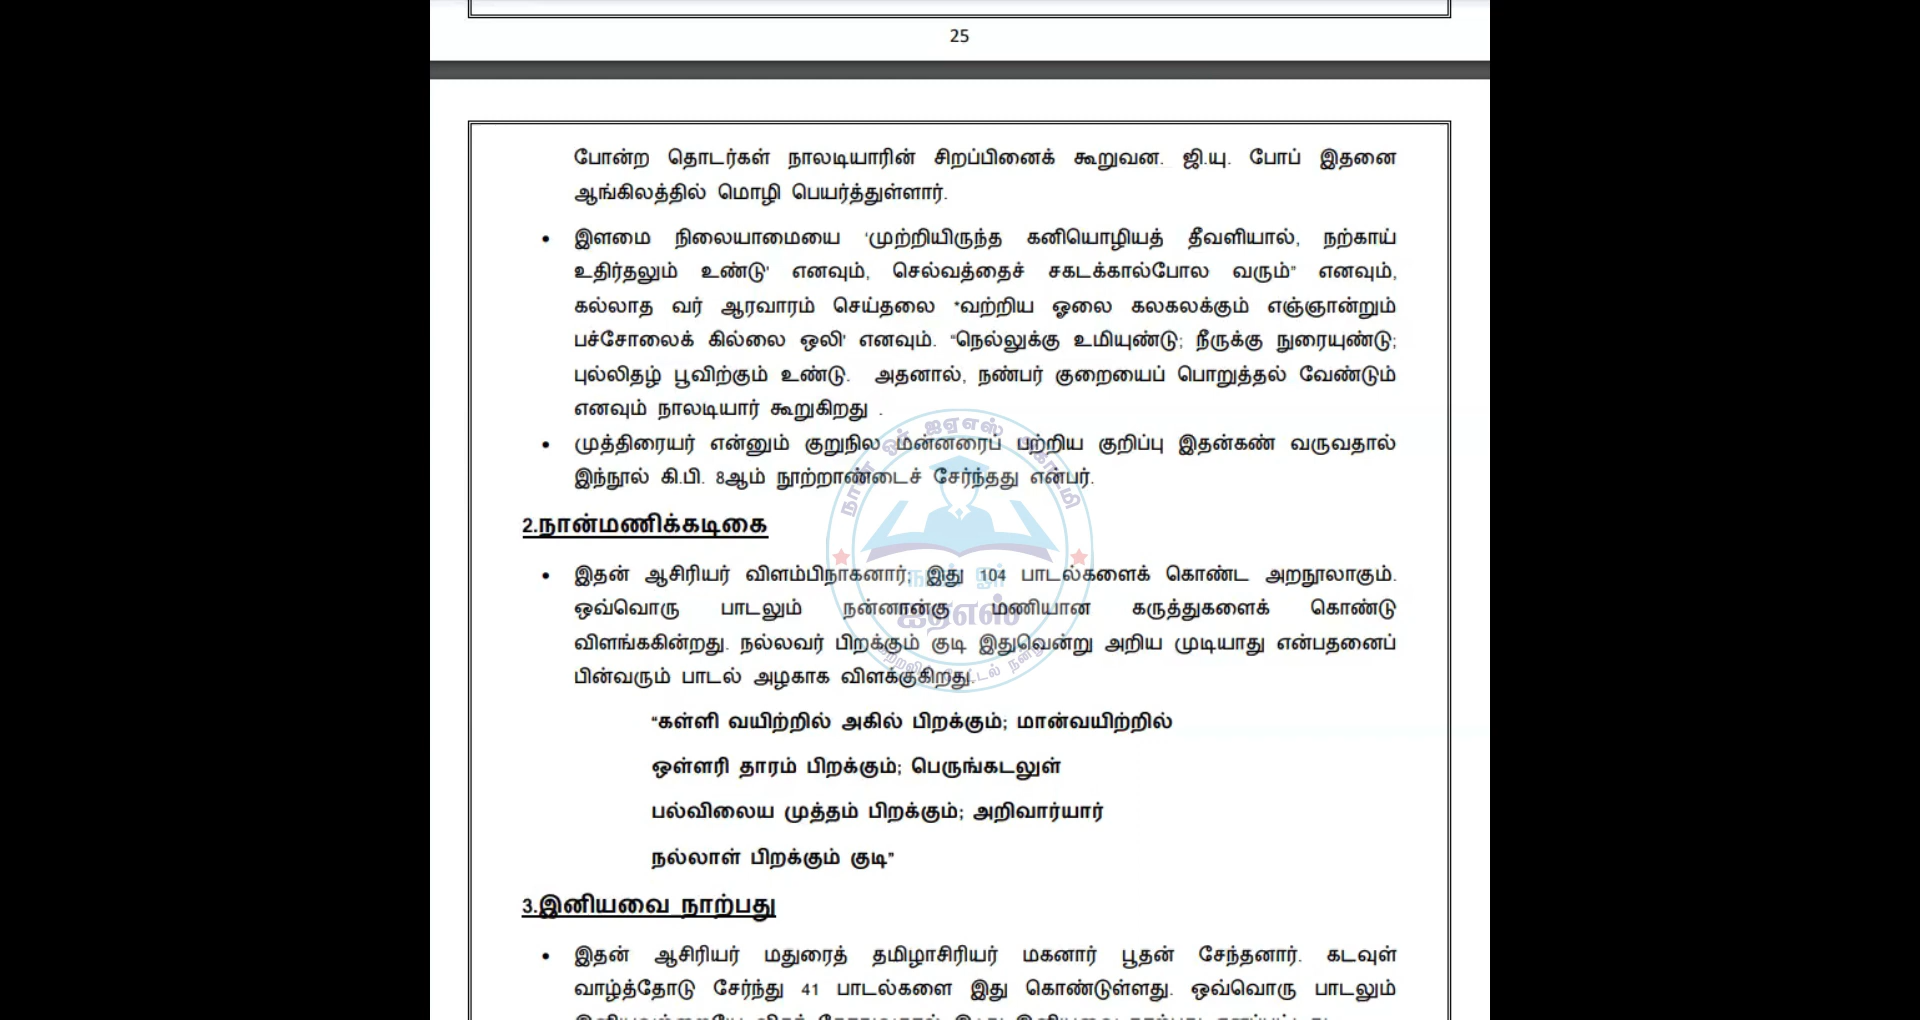 25
போன்ற தொடர்கள் நாலடியாரின் சிறப்பினைக் கூறுவன. ஜி.யு. போப் இதனை
ஆங்கிலத்தில் மொழி பெயர்த்துள்ளார்.
• இளமை நிலையாமையை ‘முற்றியிருந்த கனியொழியத் தீவளியால், நற்காய்
உதிர்தலும் உண்டு' எனவும், செல்வத்தைச் சகடக்கால்போல வரும்" எனவும்,
கல்லாத வர் ஆரவாரம் செய்தலை "வற்றிய ஓலை கலகலக்கும் எஞ்ஞான்றும்
பச்சோலைக் கில்லை ஒலி' எனவும். “நெல்லுக்கு உமியுண்டு; நீருக்கு நுரையுண்டு;
புல்லிதழ் பூவிற்கும் உண்டு. அதனால், நண்பர் குறையைப் பொறுத்தல் வேண்டும்
எனவும் நாலடியார் கூறுகிறது .
• முத்திரையர் என்னும் குறுநில மன்னரைப் பற்றிய குறிப்பு இதன்கண் வருவதால்
இந்நூல் கி.பி. 8ஆம் நூற்றாண்டைச் சேர்ந்தது என்பர்.
2.நான்மணிக்கடிகை
• இதன் ஆசிரியர் விளம்பிநாகனார்; இது 104 பாடல்களைக் கொண்ட அறநூலாகும்.
ஒவ்வொரு பாடலும் நன்னான்கு மணியான கருத்துகளைக் கொண்டு
விளங்ககின்றது. நல்லவர் பிறக்கும் குடி இதுவென்று அறிய முடியாது என்பதனைப்
பின்வரும் பாடல் அழகாக விளக்குகிறது.
“கள்ளி வயிற்றில் அகில் பிறக்கும்; மான்வயிற்றில்
ஒள்ளரி தாரம் பிறக்கும்; பெருங்கடலுள்
பல்விலைய முத்தம் பிறக்கும்; அறிவார்யார்
நல்லாள் பிறக்கும் குடி”
3.இனியவை நாற்பது
• இதன் ஆசிரியர் மதுரைத் தமிழாசிரியர் மகனார் பூதன் சேந்தனார். கடவுள்
வாழ்த்தோடு சேர்ந்து 41 பாடல்களை இது கொண்டுள்ளது. ஒவ்வொரு பாடலும்
நான் ஓர் ஐஏஎஸ் அகாடமி
நான் ஓர்
ஐஏஎஸ்